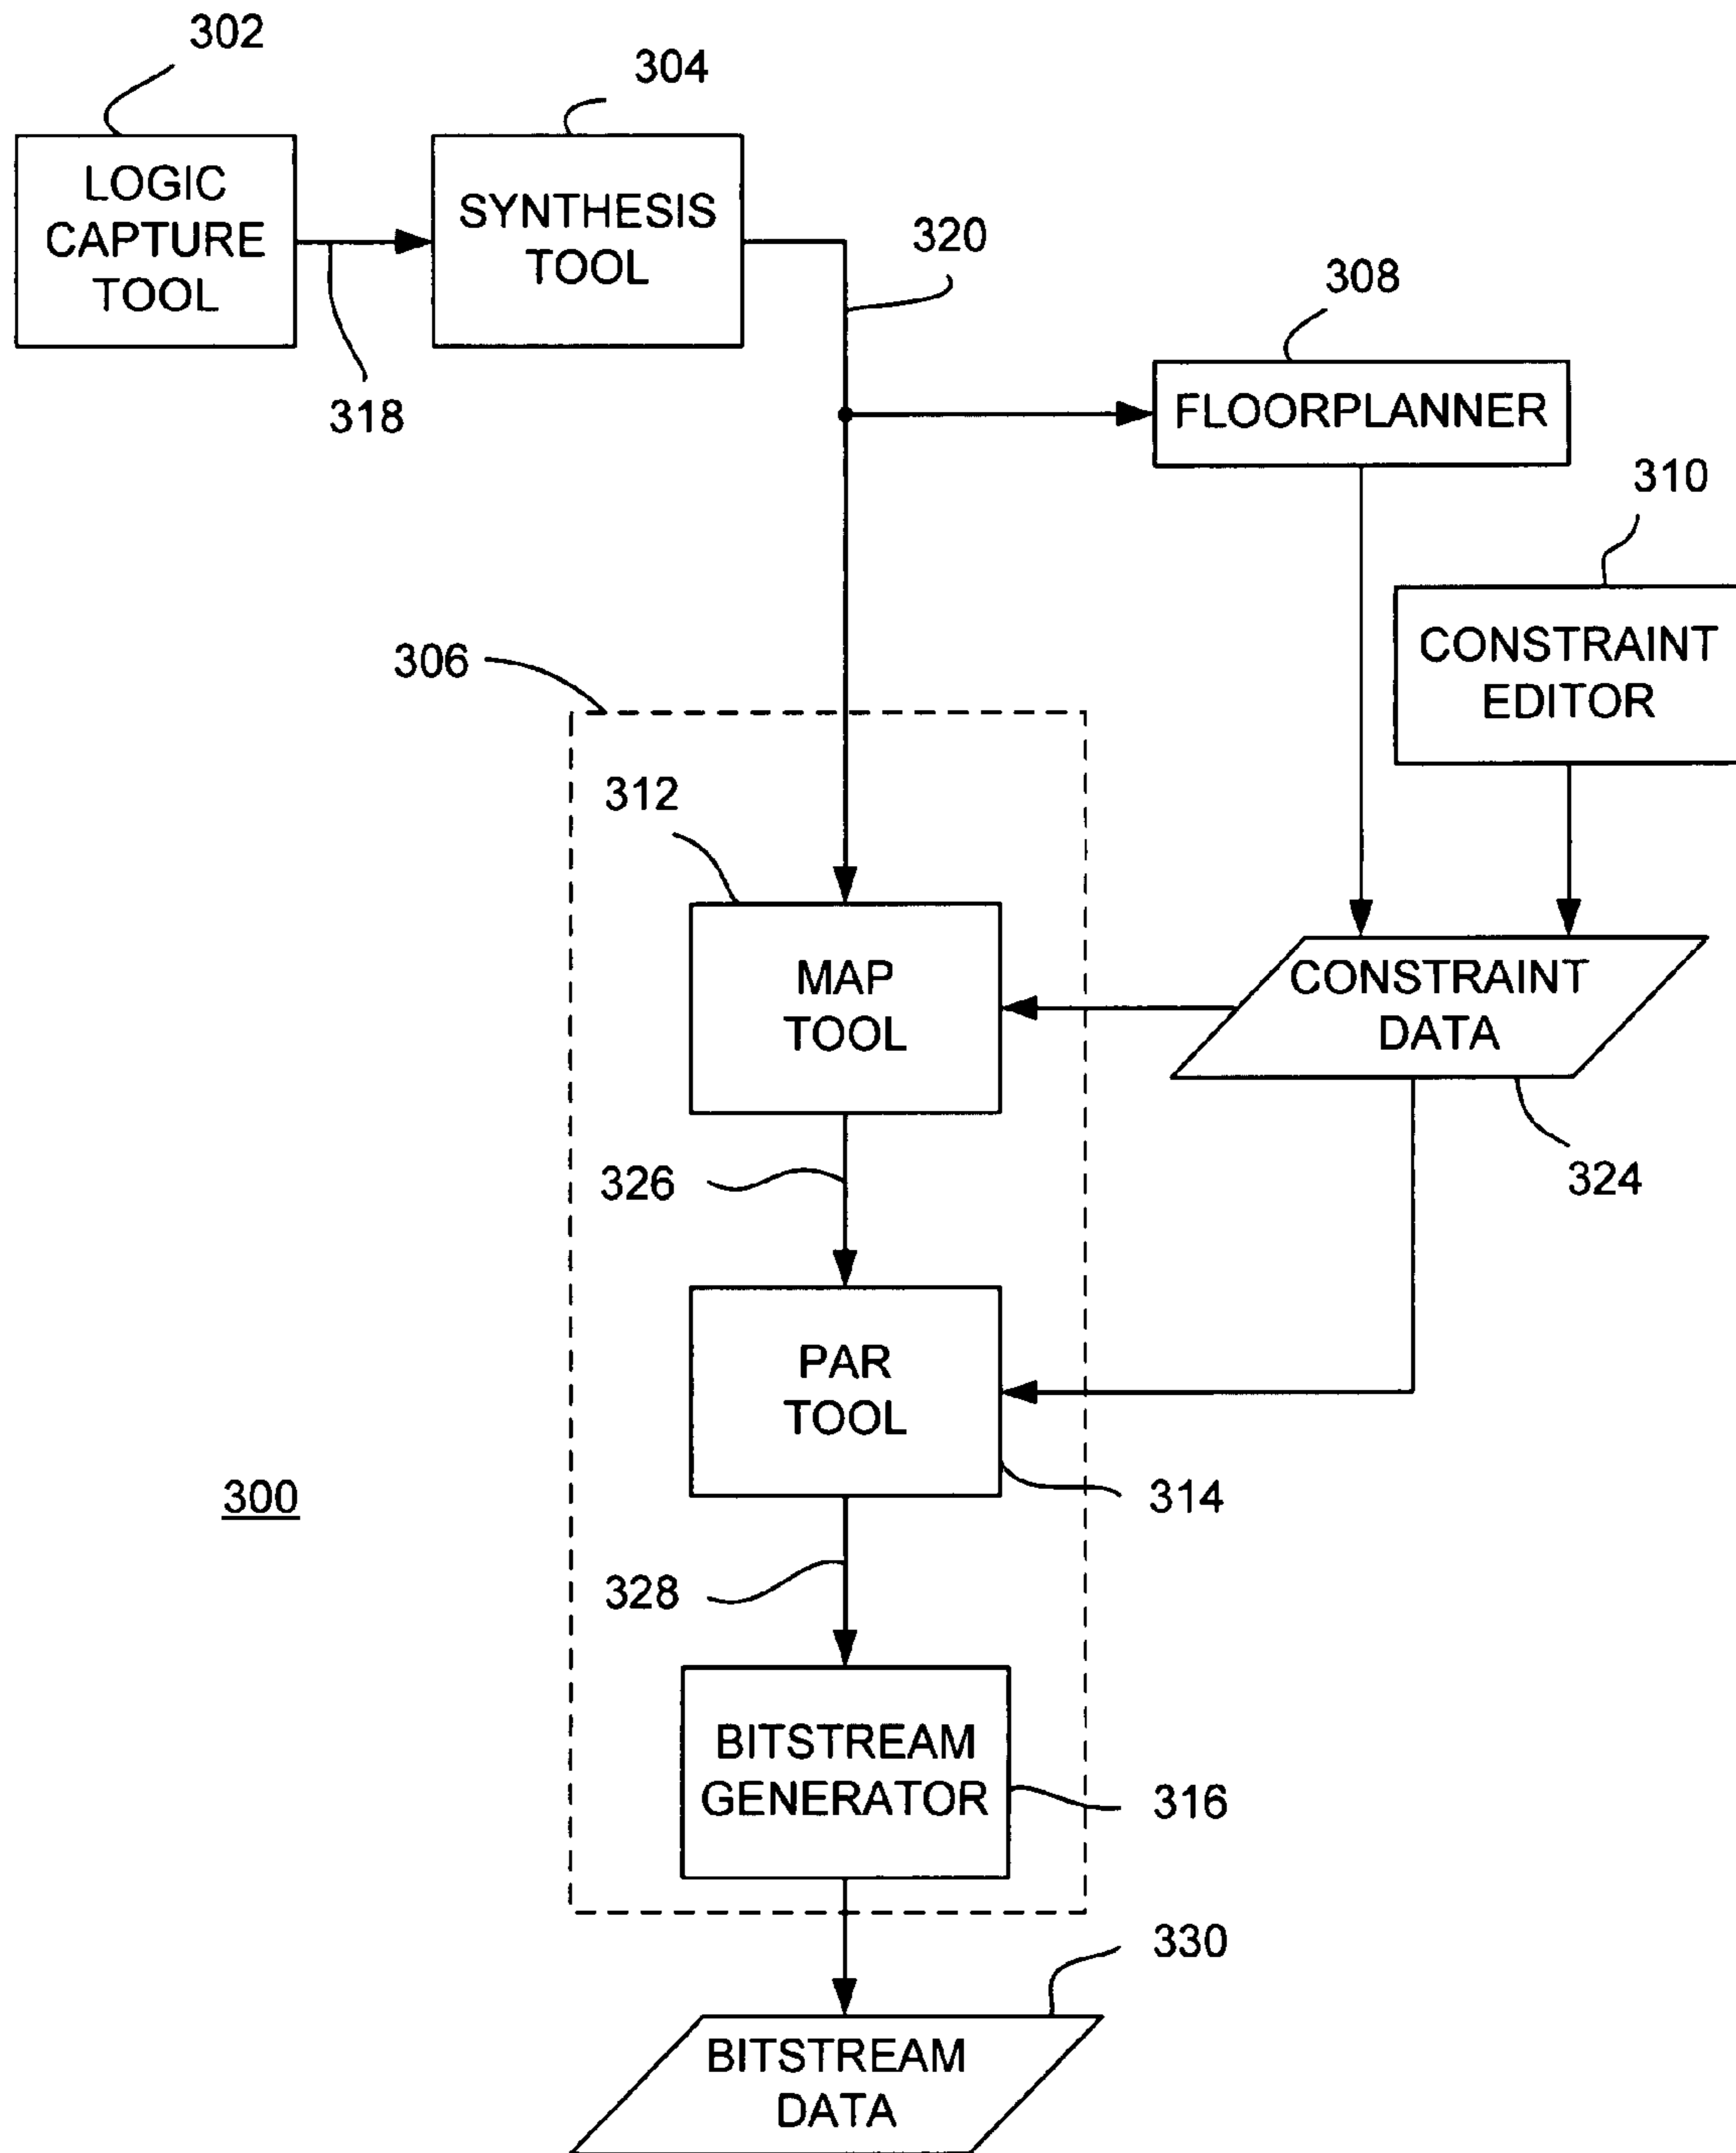 302
304
LOGIC
CAPTURE
TOOL
SYNTHESIS
TOOL
318
320
308
FLOORPLANNER
310
CONSTRAINT
EDITOR
306
312
MAP
TOOL
CONSTRAINT
DATA
324
326
PAR
TOOL
314
300
328
BITSTREAM
GENERATOR
316
330
BITSTREAM
DATA